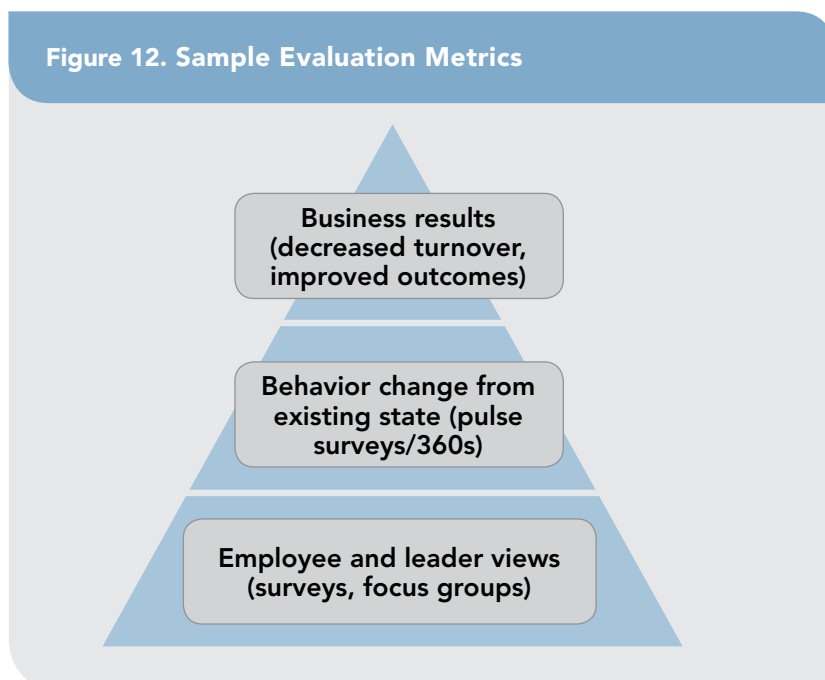 Figure 12. Sample Evaluation Metrics
Business results
(decreased turnover,
improved outcomes)
Behavior change from
existing state (pulse
surveys/360s)
Employee and leader views
(surveys, focus groups)